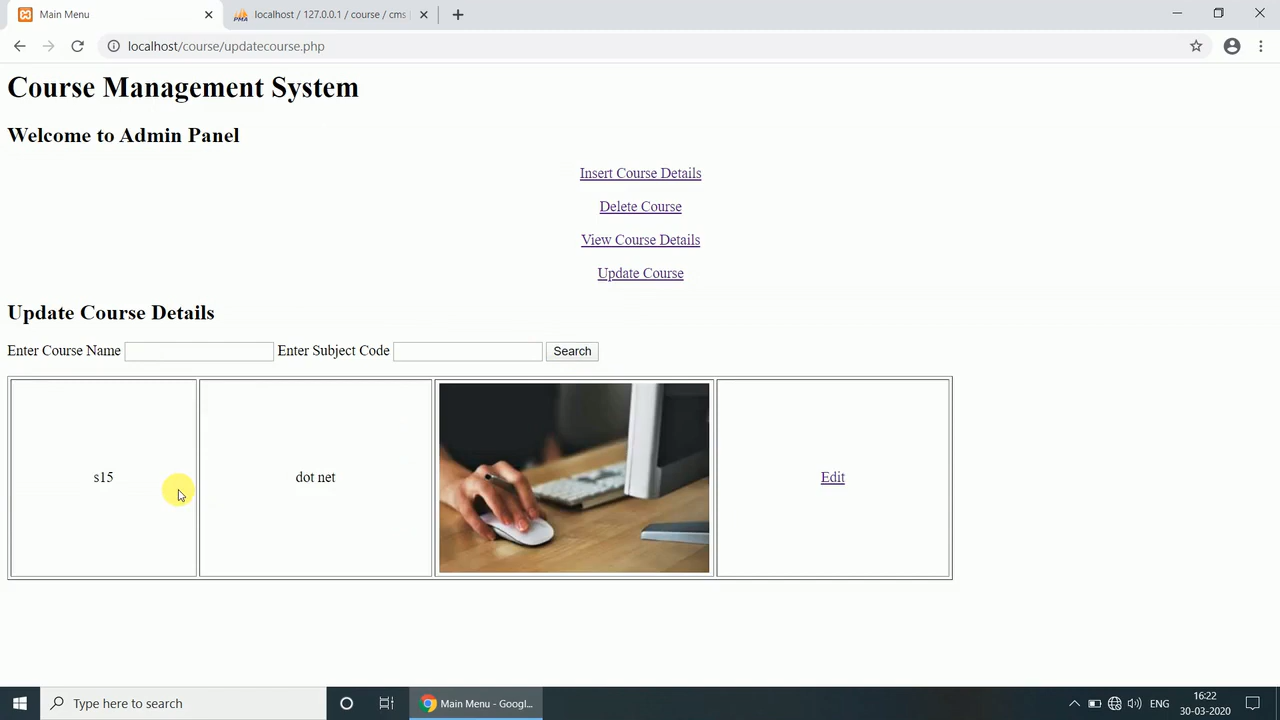 Main Menu
localhost / 127.0.0.1 / course / cms
localhost/course/updatecourse.php
Course Management System
Welcome to Admin Panel
Insert Course Details
Delete Course
View Course Details
Update Course
Update Course Details
Enter Course Name Enter Subject Code Search
s15 dot net Edit
Type here to search
Main Menu - Googl...
ENG
16:22
30-03-2020